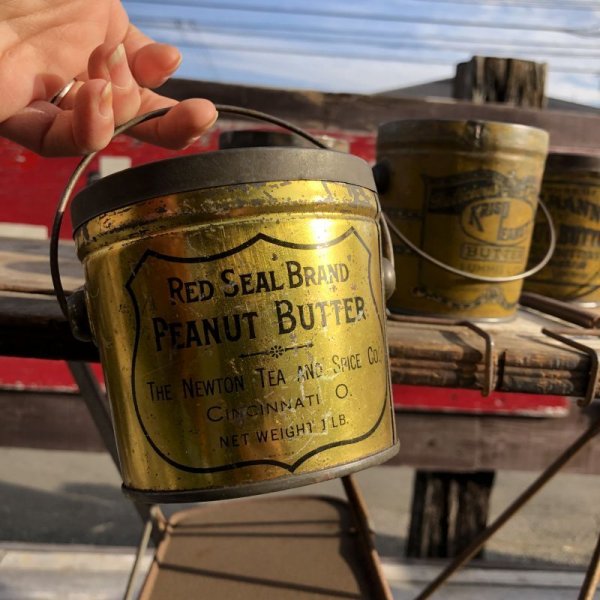 RED SEAL BRAND
PEANUT BUTTER
THE NEWTON TEA AND SPICE CO.
CINCINNATI O.
NET WEIGHT 1 LB.
BUTTER